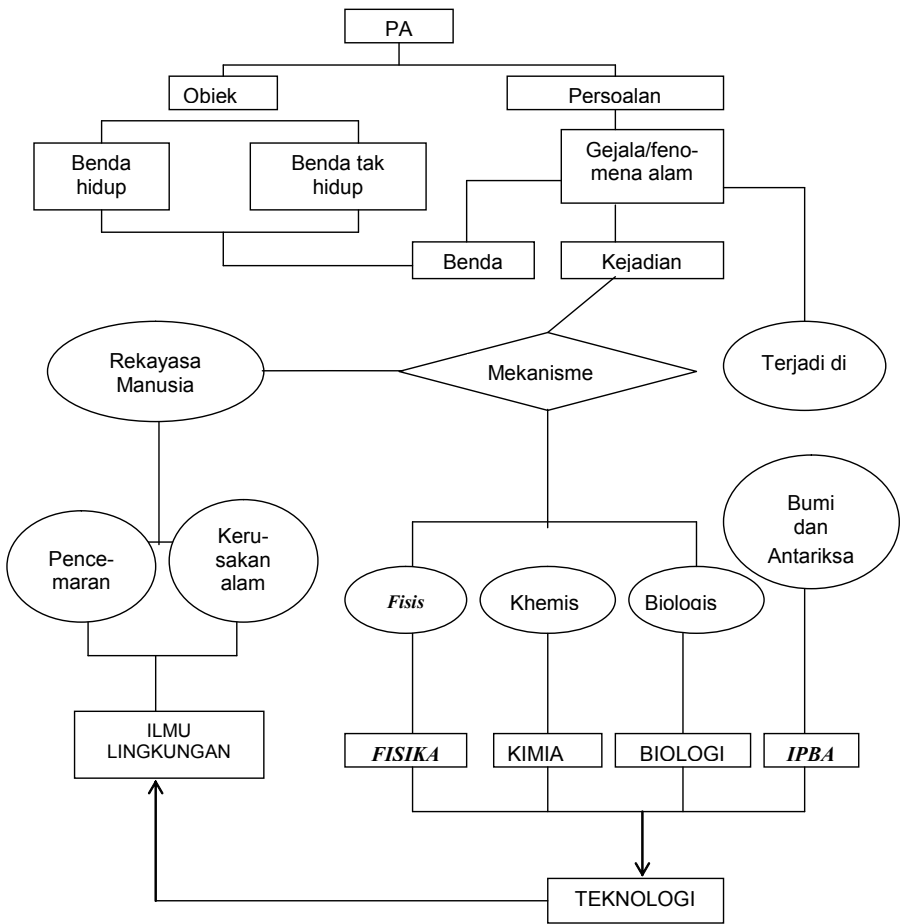 PA
Obiek
Persoalan
Benda
hidup
Benda tak
hidup
Gejala/feno-
mena alam
Benda
Kejadian
Rekayasa
Manusia
Mekanisme
Terjadi di
Bumi
dan
Antariksa
Pence-
maran
Keru-
sakan
alam
Fisis
Khemis
Biologis
ILMU
LINGKUNGAN
FISIKA
KIMIA
BIOLOGI
IPBA
TEKNOLOGI